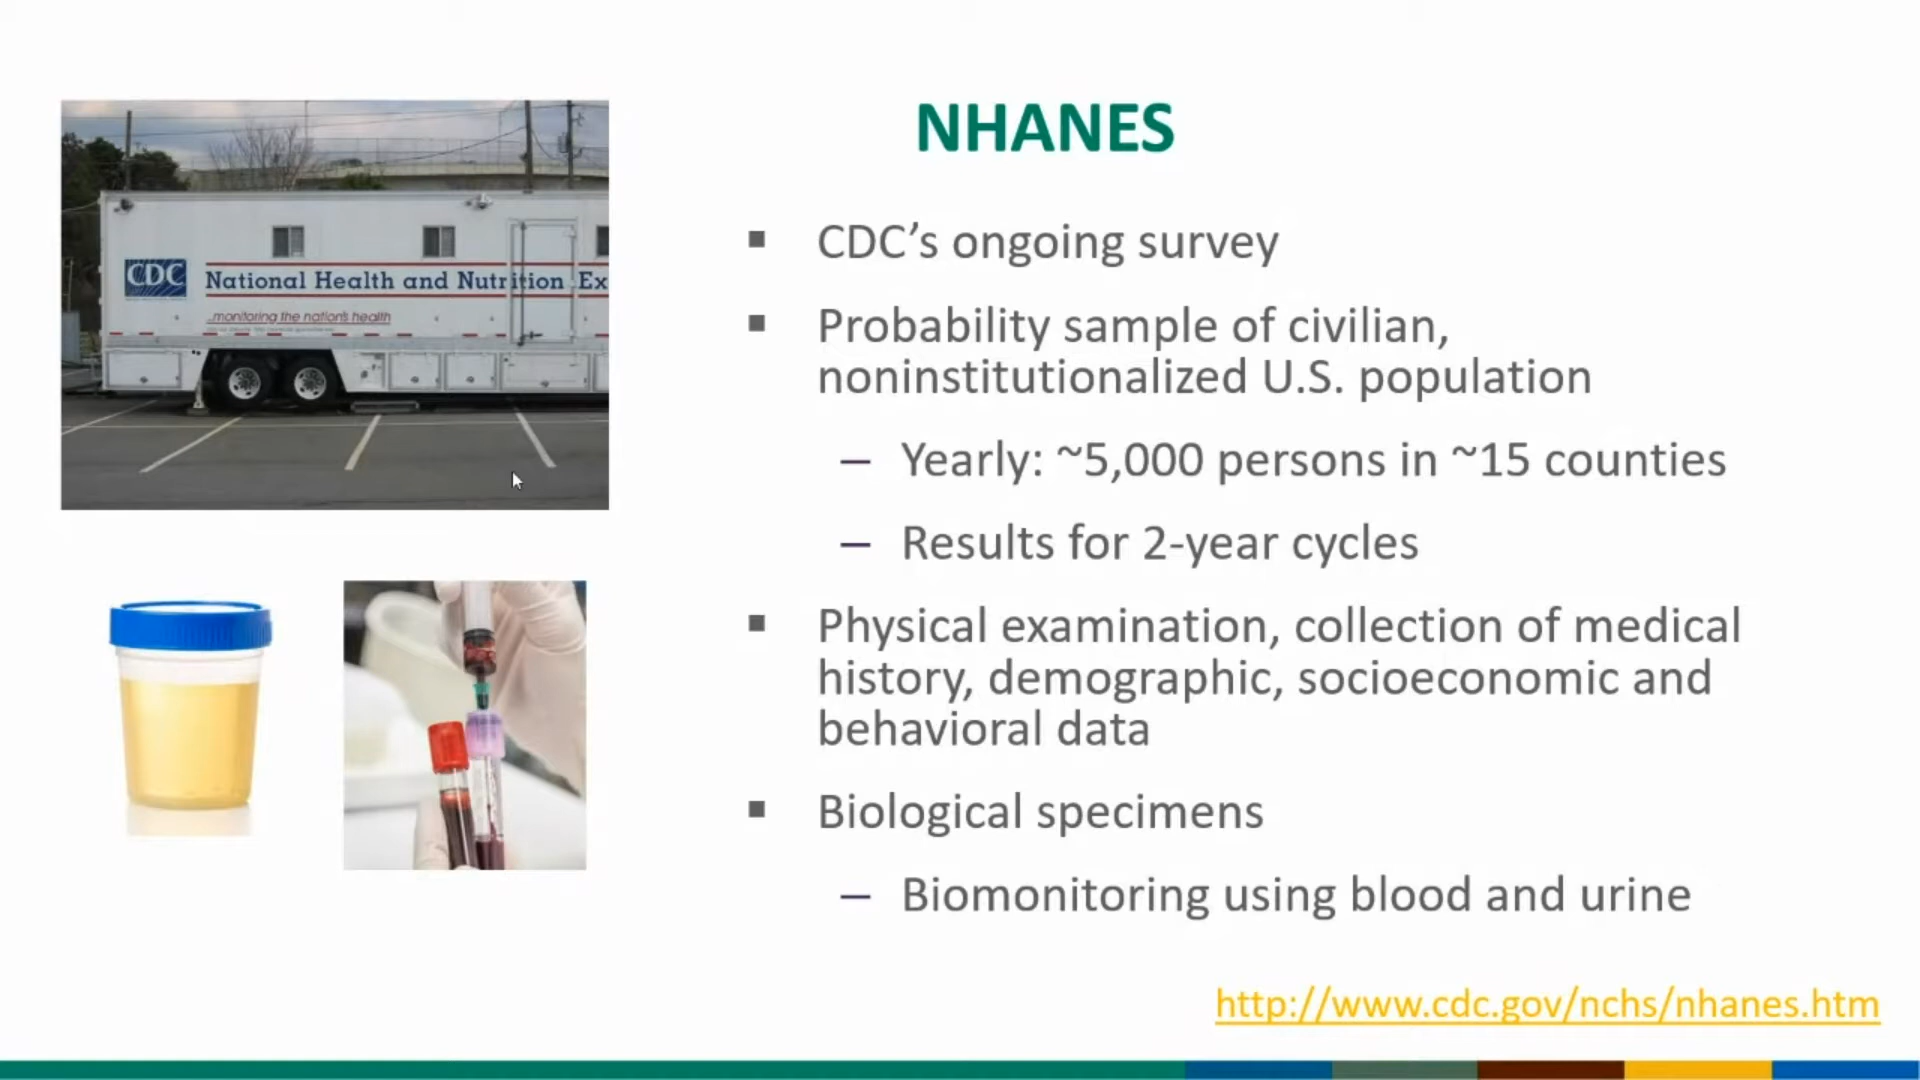 NHANES
CDC
National Health and Nutrition Ex
...monitoring the nation's health
▪ CDC's ongoing survey
▪ Probability sample of civilian,
noninstitutionalized U.S. population
– Yearly: ~5,000 persons in ~15 counties
– Results for 2-year cycles
▪ Physical examination, collection of medical
history, demographic, socioeconomic and
behavioral data
▪ Biological specimens
– Biomonitoring using blood and urine
http://www.cdc.gov/nchs/nhanes.htm